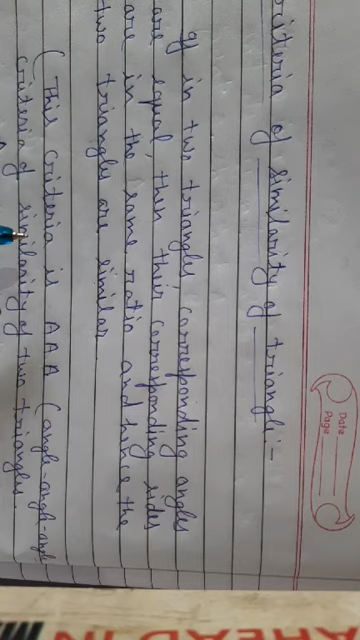 Date
Page
criteria of similarity of triangle :-
If in two triangles corresponding angles
are equal, then their corresponding sides
are in the same ratio and hence the
two triangles are similar.
(This criteria is AAA (angle-angle-angle
criteria of similarity of two triangles.
AHEAD IN